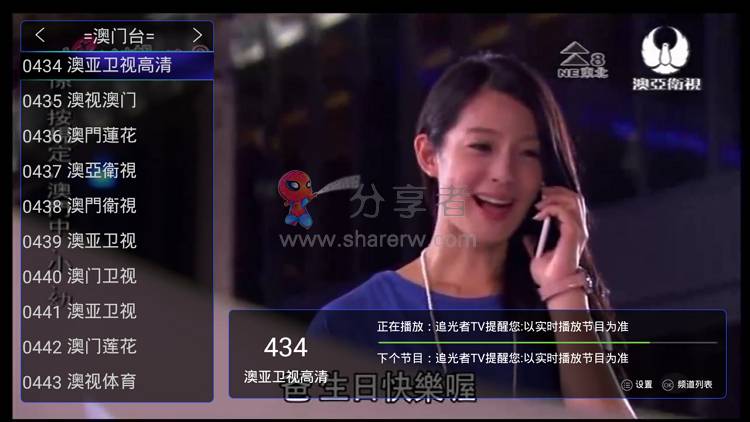 =澳门台=
0434 澳亚卫视高清
0435 澳视澳门
0436 澳門蓮花
0437 澳亞衛視
0438 澳門衛視
0439 澳亚卫视
0440 澳门卫视
0441 澳亚卫视
0442 澳门莲花
0443 澳视体育
8
NE東北
澳亞衛視
分享者
www.sharerw.com
434
澳亚卫视高清
正在播放：追光者TV提醒您:以实时播放节目为准
下个节目：追光者TV提醒您:以实时播放节目为准
设置
OK 频道列表
爸 生日快樂喔